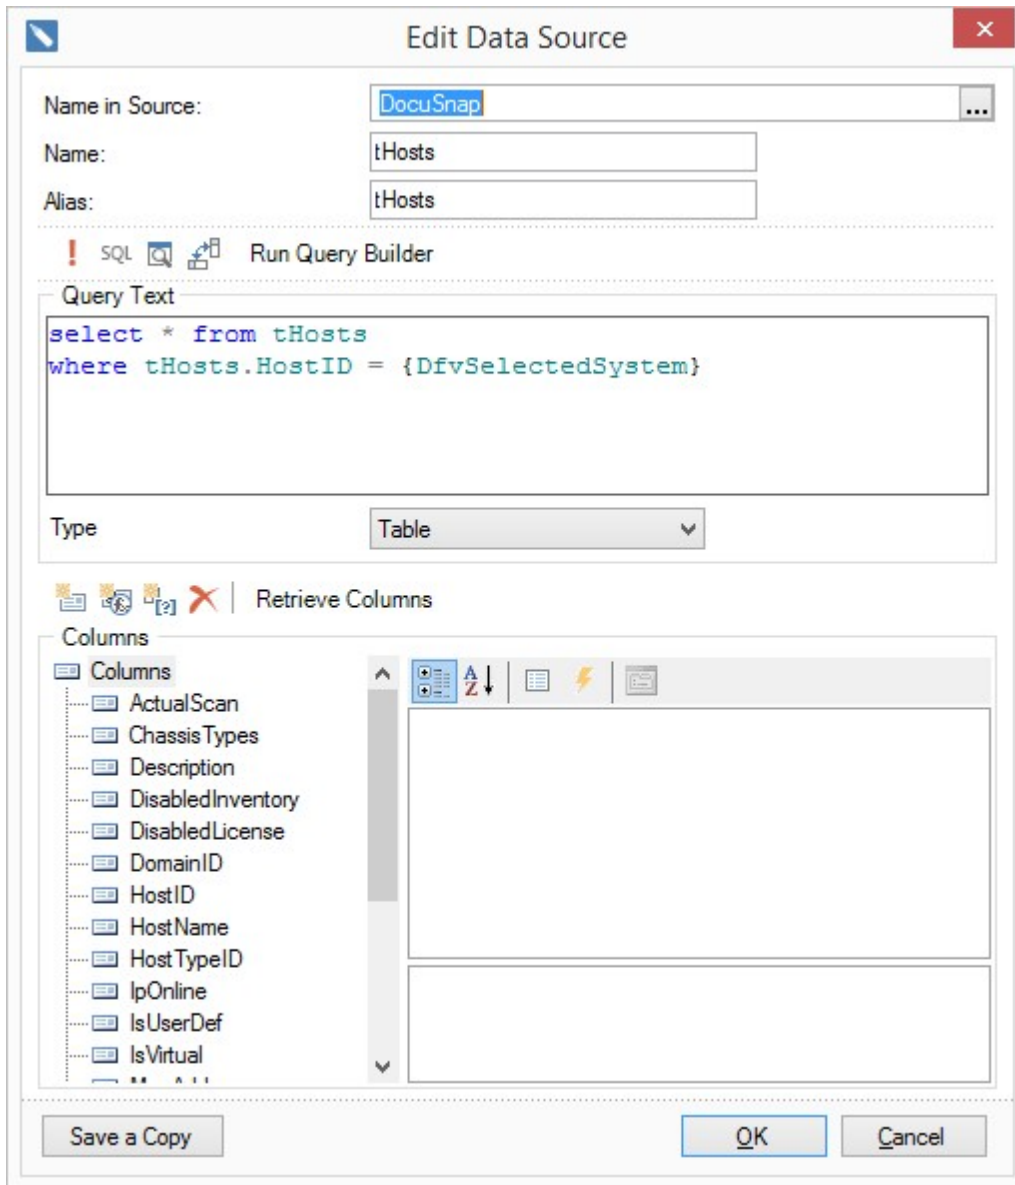 Edit Data Source
Name in Source: DocuSnap ...
Name: tHosts
Alias: tHosts
! SQL Run Query Builder
Query Text
select * from tHosts
where tHosts.HostID = {DfvSelectedSystem}
Type Table
[?] Retrieve Columns
Columns
Columns
A Z
ActualScan
ChassisTypes
Description
DisabledInventory
DisabledLicense
DomainID
HostID
HostName
HostTypeID
IpOnline
IsUserDef
IsVirtual
Save a Copy OK Cancel